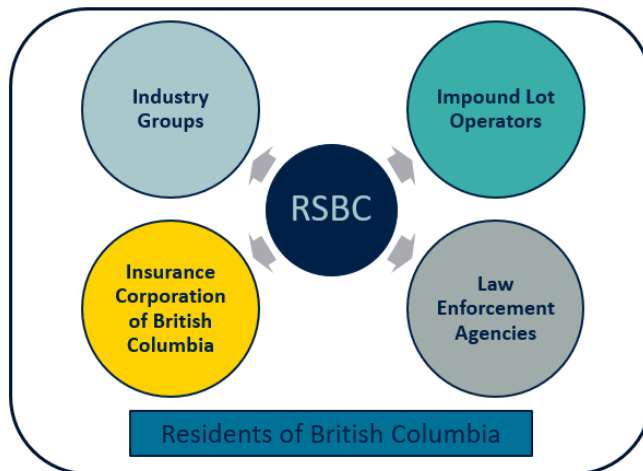 Industry
Groups
Impound Lot
Operators
RSBC
Insurance
Corporation
of British
Columbia
Law
Enforcement
Agencies
Residents of British Columbia